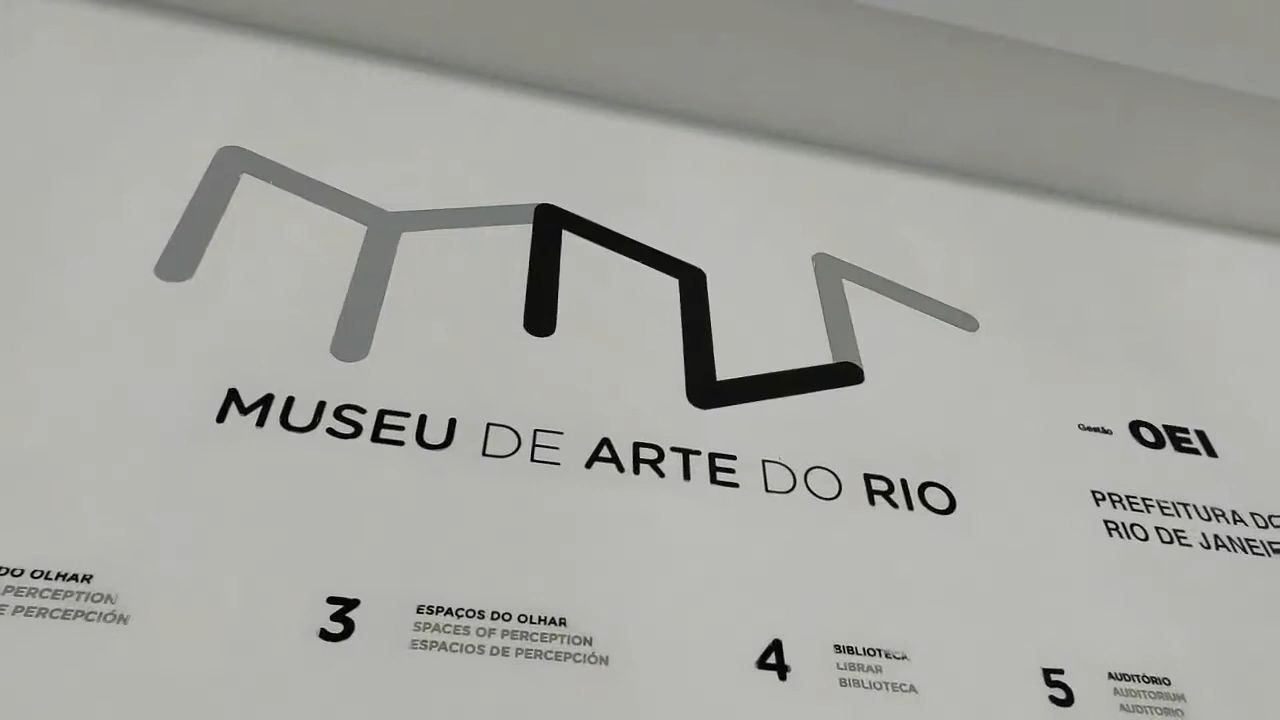 MUSEU DE ARTE DO RIO
Gestão OEI
PREFEITURA DO
RIO DE JANEI
DO OLHAR
PERCEPTION
E PERCEPCIÓN
3
ESPAÇOS DO OLHAR
SPACES OF PERCEPTION
ESPACIOS DE PERCEPCIÓN
4
BIBLIOTECA
LIBRAR
BIBLIOTECA
5
AUDITÓRIO
AUDITORIUM
AUDITORIO